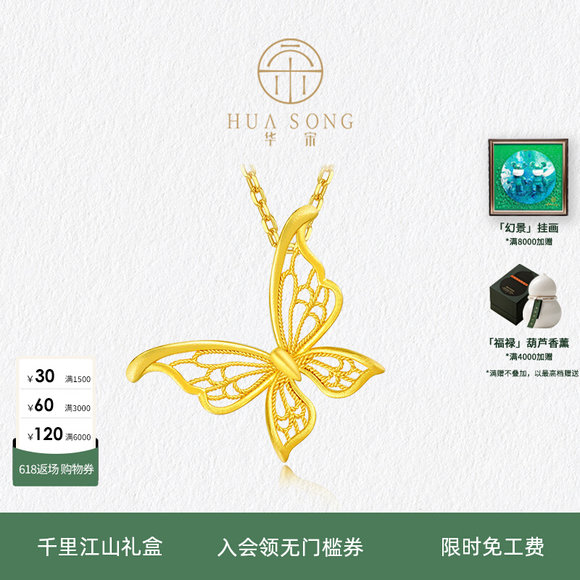 HUA SONG
华 宋
「幻景」挂画
*满8000加赠
「福禄」葫芦香薰
*满4000加赠
*满赠不叠加，以最高档赠送
¥30 满1500
¥60 满3000
¥120 满6000
618返场 购物券
千里江山礼盒
入会领无门槛券
限时免工费